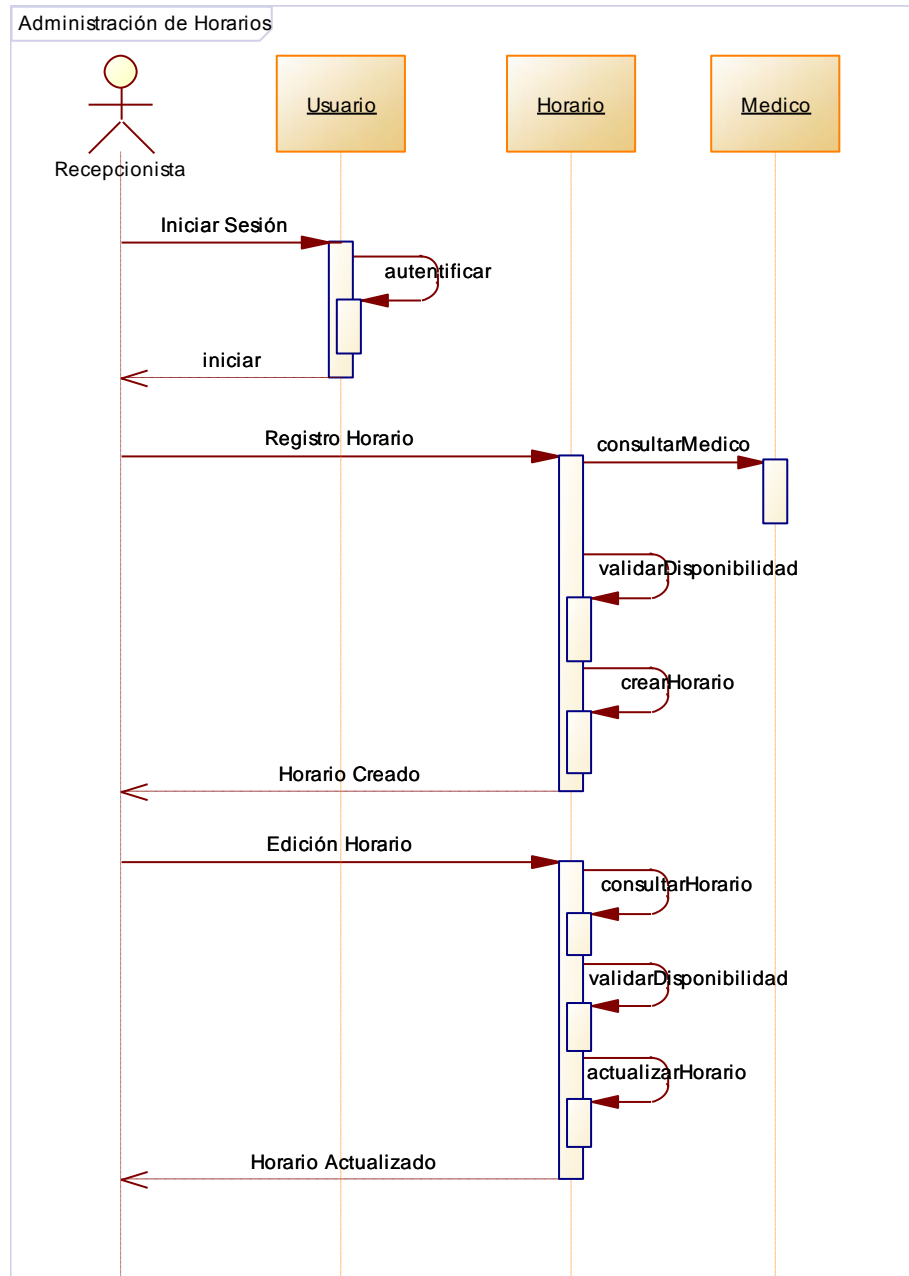 Administración de Horarios
Usuario
Horario
Medico
Recepcionista
Iniciar Sesión
autentificar
iniciar
Registro Horario
consultarMedico
validarDisponibilidad
crearHorario
Horario Creado
Edición Horario
consultarHorario
validarDisponibilidad
actualizarHorario
Horario Actualizado